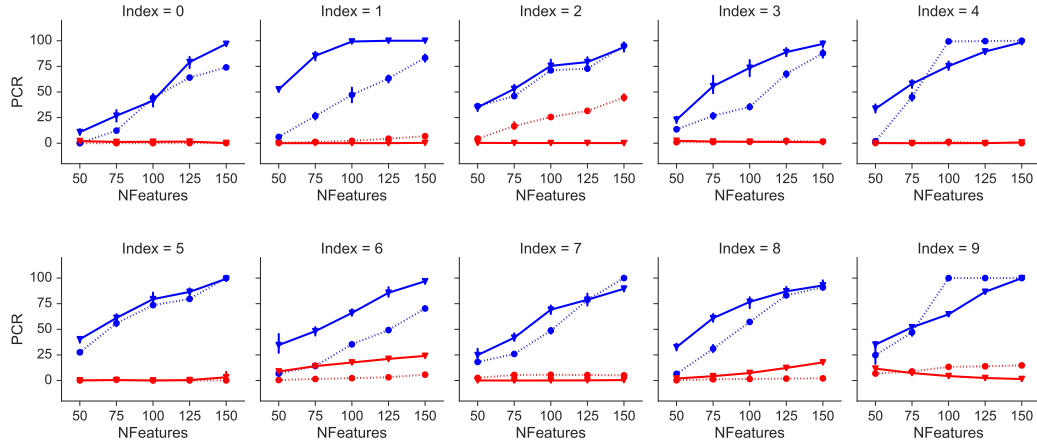 Index = 0 Index = 1 Index = 2 Index = 3 Index = 4
100
75
50
25
0
PCR
50 75 100 125 150 50 75 100 125 150 50 75 100 125 150 50 75 100 125 150 50 75 100 125 150
NFeatures NFeatures NFeatures NFeatures NFeatures
Index = 5 Index = 6 Index = 7 Index = 8 Index = 9
100
75
50
25
0
PCR
50 75 100 125 150 50 75 100 125 150 50 75 100 125 150 50 75 100 125 150 50 75 100 125 150
NFeatures NFeatures NFeatures NFeatures NFeatures